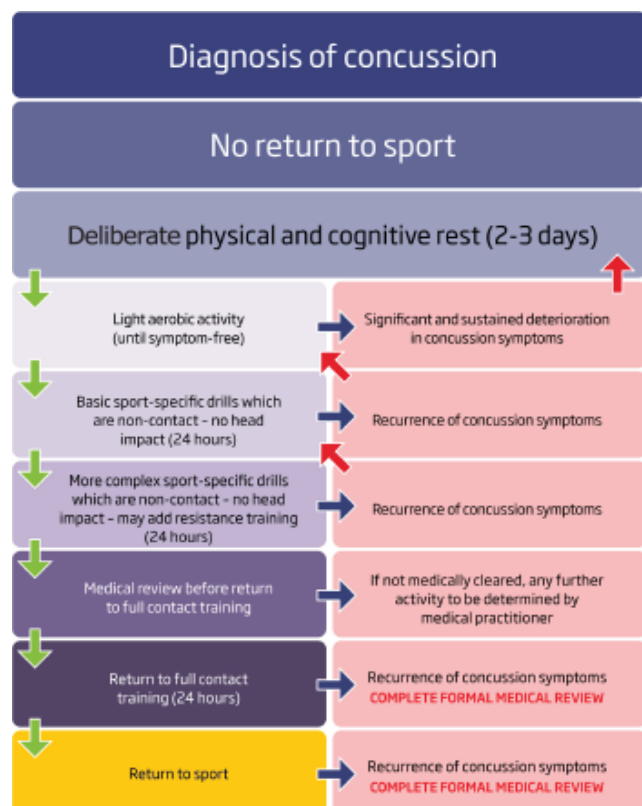 Diagnosis of concussion
No return to sport
Deliberate physical and cognitive rest (2-3 days)
Light aerobic activity
(until symptom-free)
Significant and sustained deterioration
in concussion symptoms
Basic sport-specific drills which
are non-contact – no head
impact (24 hours)
Recurrence of concussion symptoms
More complex sport-specific drills
which are non-contact – no head
impact – may add resistance training
(24 hours)
Recurrence of concussion symptoms
Medical review before return
to full contact training
If not medically cleared, any further
activity to be determined by
medical practitioner
Return to full contact
training (24 hours)
Recurrence of concussion symptoms
COMPLETE FORMAL MEDICAL REVIEW
Return to sport
Recurrence of concussion symptoms
COMPLETE FORMAL MEDICAL REVIEW